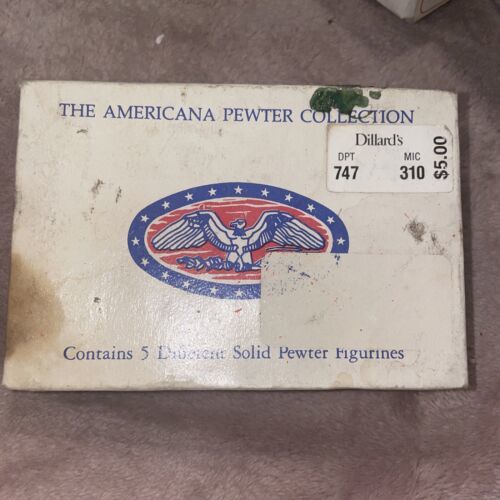 THE AMERICANA PEWTER COLLECTION
Dillard's
DPT MIC
747 310
$5.00
Contains 5 Different Solid Pewter Figurines